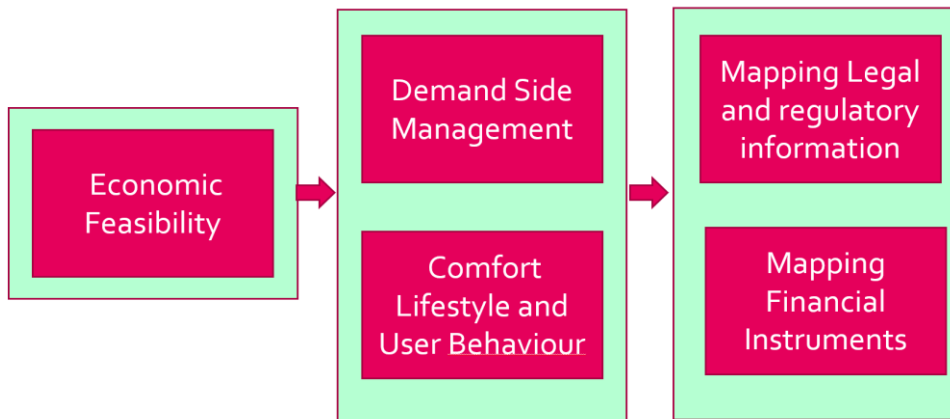 Economic
Feasibility
Demand Side
Management
Comfort
Lifestyle and
User Behaviour
Mapping Legal
and regulatory
information
Mapping
Financial
Instruments